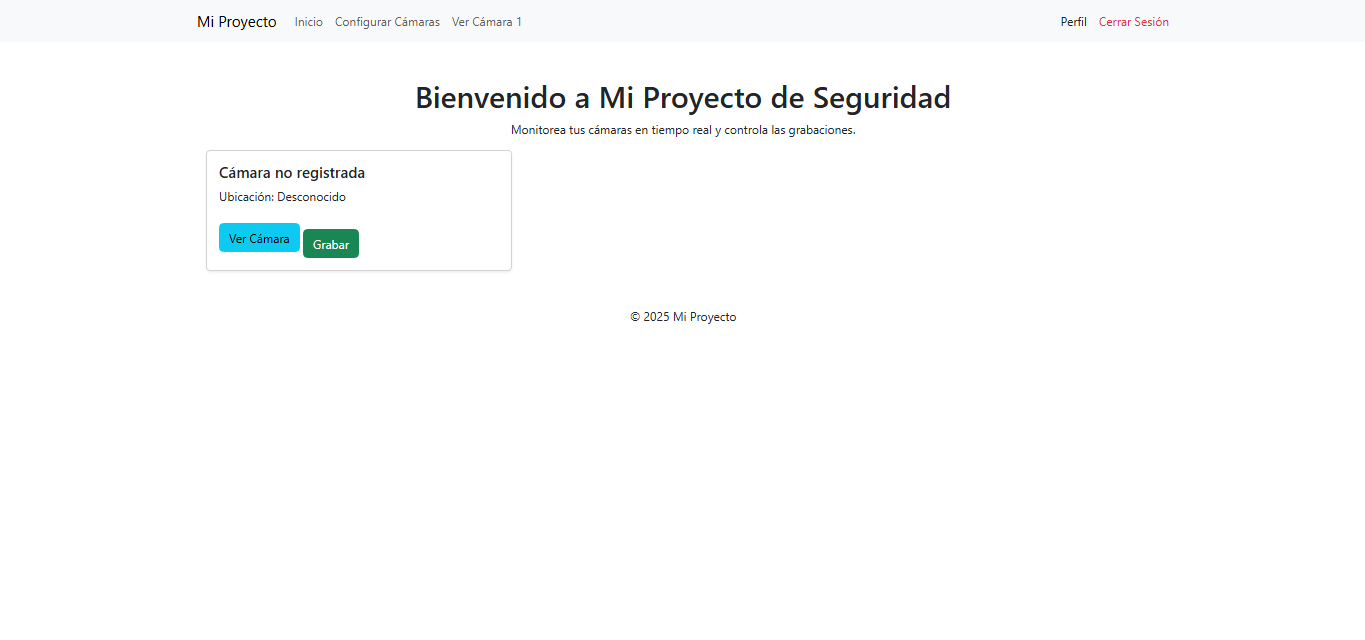 Mi Proyecto Inicio Configurar Cámaras Ver Cámara 1 Perfil Cerrar Sesión
Bienvenido a Mi Proyecto de Seguridad
Monitorea tus cámaras en tiempo real y controla las grabaciones.
Cámara no registrada
Ubicación: Desconocido
Ver Cámara Grabar
© 2025 Mi Proyecto